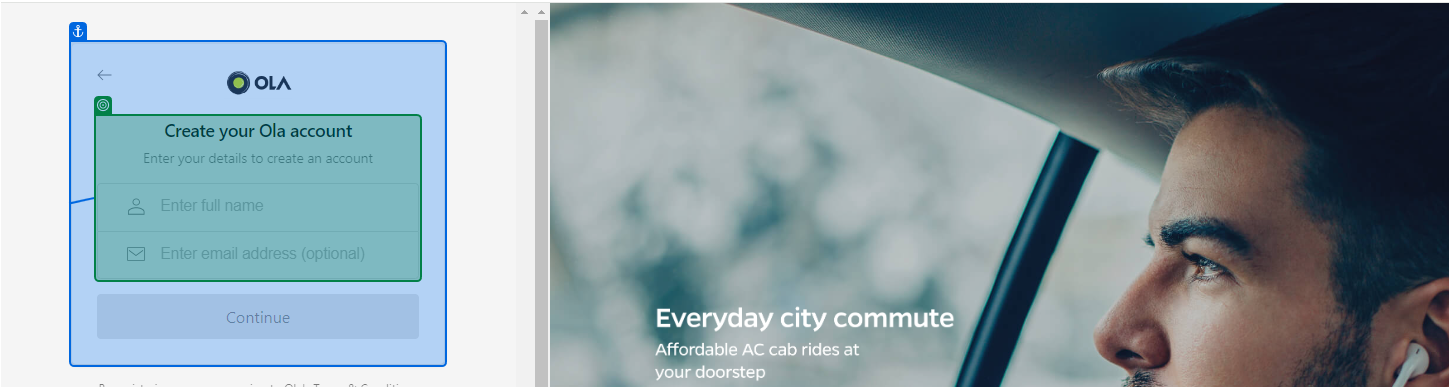 OLA
Create your Ola account
Enter your details to create an account
Enter full name
Enter email address (optional)
Continue
Everyday city commute
Affordable AC cab rides at
your doorstep